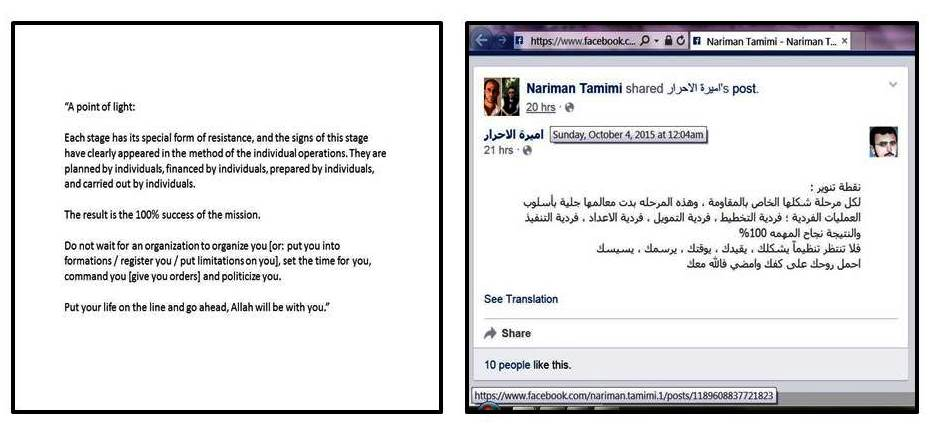 “A point of light:
Each stage has its special form of resistance, and the signs of this stage
have clearly appeared in the method of the individual operations. They are
planned by individuals, financed by individuals, prepared by individuals,
and carried out by individuals.
The result is the 100% success of the mission.
Do not wait for an organization to organize you [or: put you into
formations / register you / put limitations on you], set the time for you,
command you [give you orders] and politicize you.
Put your life on the line and go ahead, Allah will be with you.”
https://www.facebook.c...
Nariman Tamimi - Nariman T...
Nariman Tamimi shared اميرة الاحرار's post.
20 hrs
اميرة الاحرار
Sunday, October 4, 2015 at 12:04am
21 hrs
نقطة تنوير :
لكل مرحلة شكلها الخاص بالمقاومة ، وهذه المرحله بدت معالمها جلية بأسلوب
العمليات الفردية ؛ فردية التخطيط ، فردية التمويل ، فردية الاعداد ، فردية التنفيذ
والنتيجة نجاح المهمه 100%
فلا تنتظر تنظيماً يشكلك ، يقيدك ، يوقتك ، يرسمك ، يسيسك
احمل روحك على كفك وامضي فالله معك
See Translation
Share
10 people like this.
https://www.facebook.com/nariman.tamimi.1/posts/1189608837721823